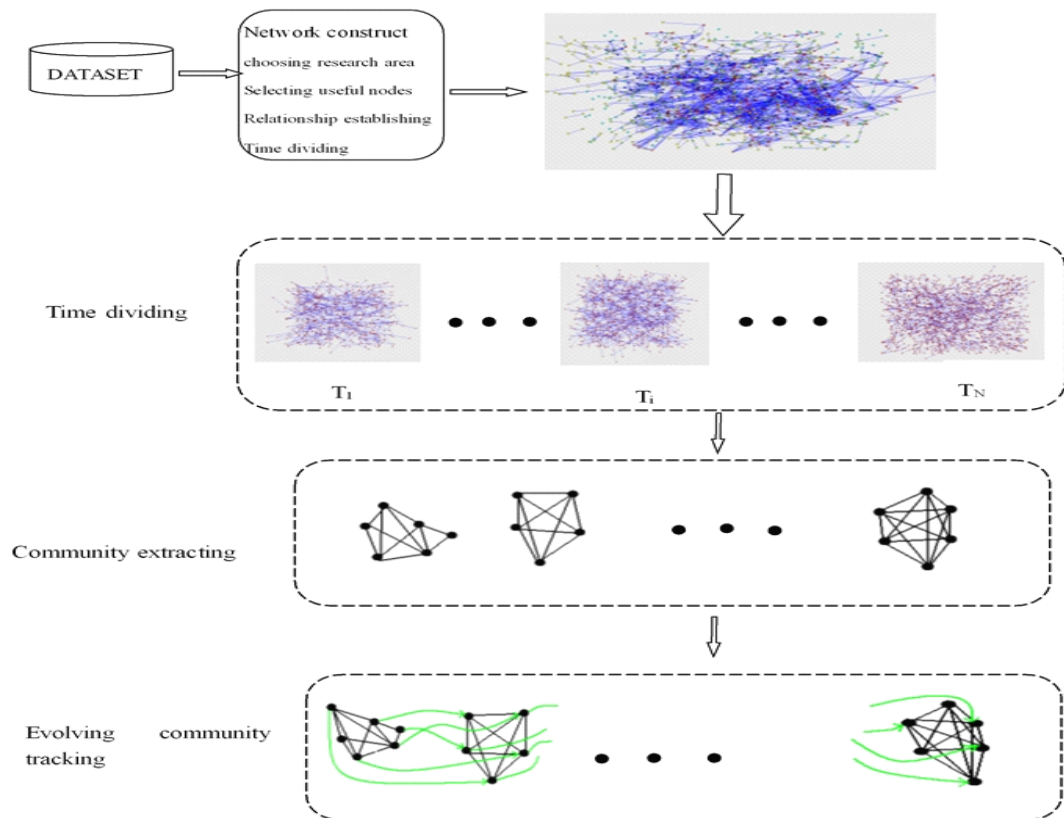 DATASET
Network construct
choosing research area
Selecting useful nodes
Relationship establishing
Time dividing
Time dividing
T1
Ti
TN
Community extracting
Evolving community
tracking